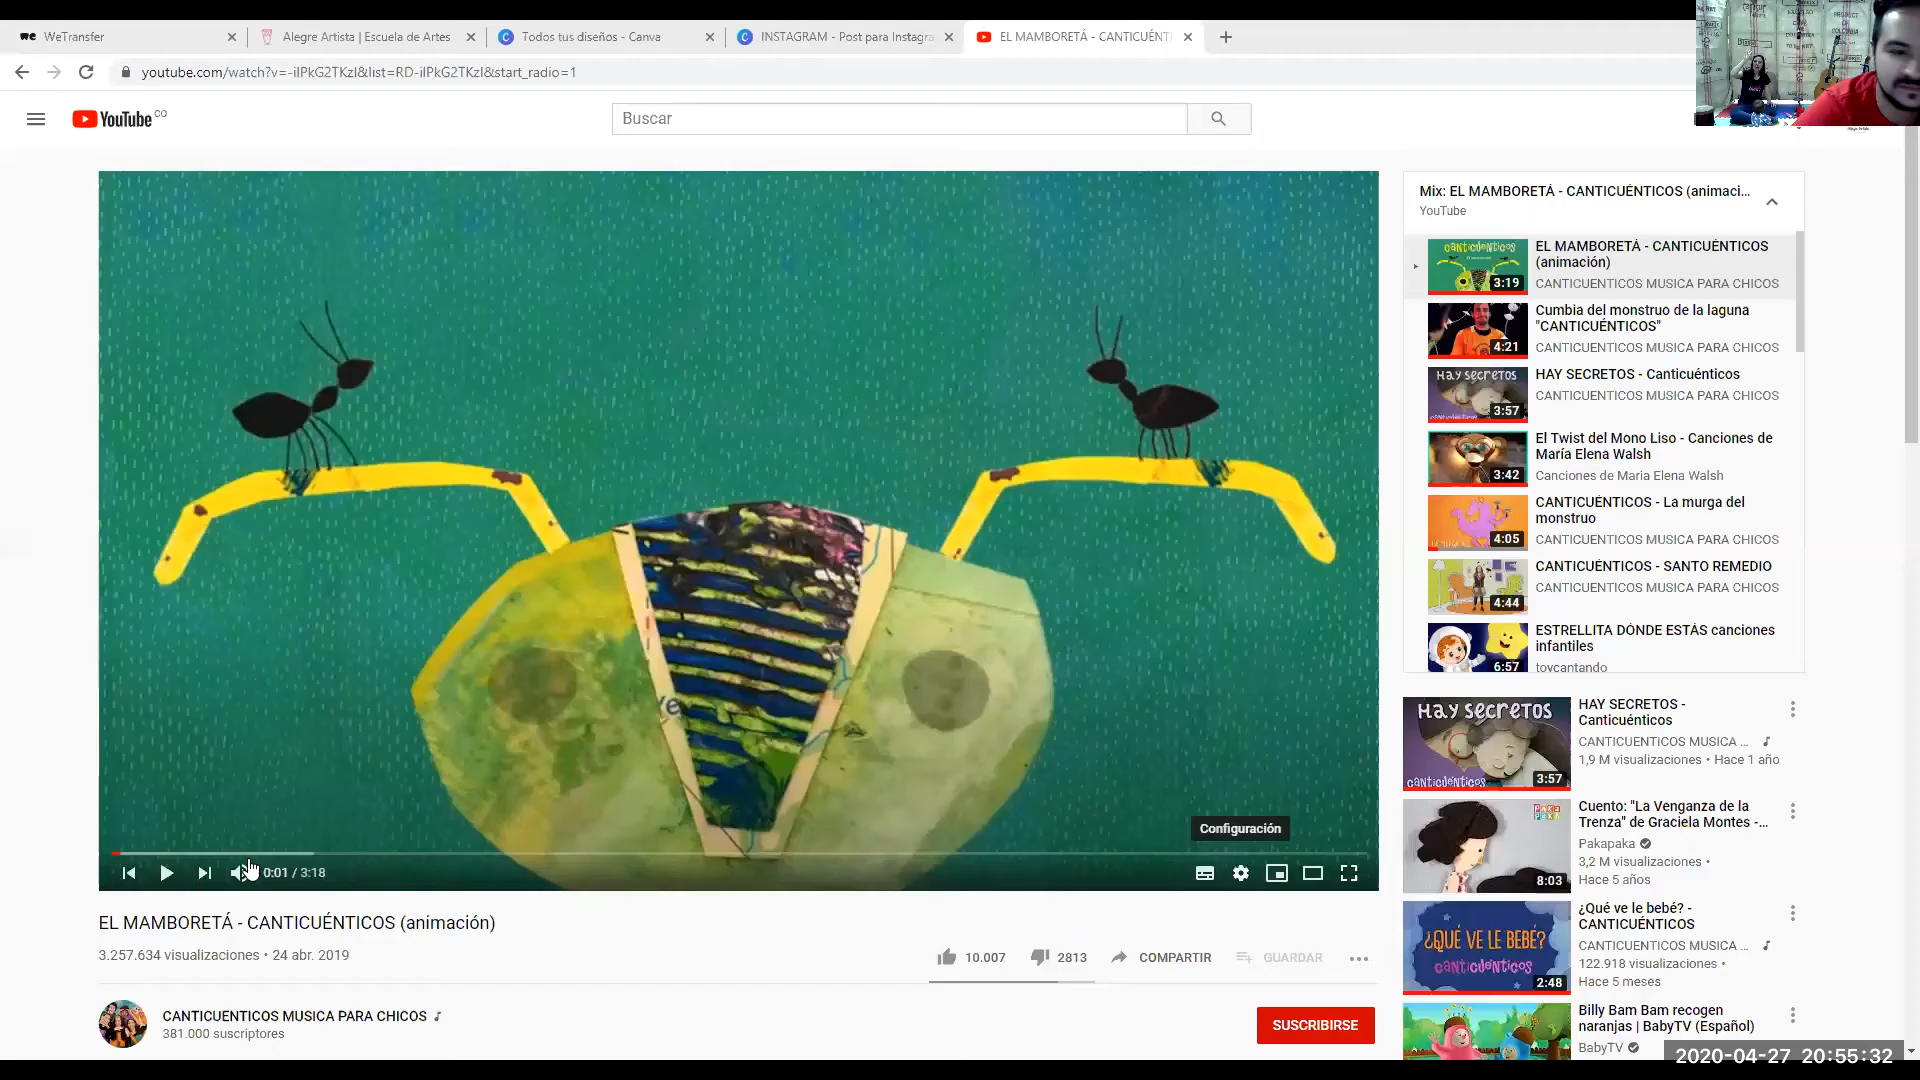 WeTransfer
Alegre Artista | Escuela de Artes
Todos tus diseños - Canva
INSTAGRAM - Post para Instagra
EL MAMBORETÁ - CANTICUÉNTI
youtube.com/watch?v=-iIPkG2TKzI&list=RD-iIPkG2TKzI&start_radio=1
YouTube CO
Buscar
Mix: EL MAMBORETÁ - CANTICUÉNTICOS (animaci...
YouTube
canticuénticos
3:19
EL MAMBORETÁ - CANTICUÉNTICOS
(animación)
CANTICUENTICOS MUSICA PARA CHICOS
4:21
Cumbia del monstruo de la laguna
"CANTICUÉNTICOS"
CANTICUENTICOS MUSICA PARA CHICOS
HAY SECRETOS
3:57
HAY SECRETOS - Canticuénticos
CANTICUENTICOS MUSICA PARA CHICOS
3:42
El Twist del Mono Liso - Canciones de
María Elena Walsh
Canciones de Maria Elena Walsh
4:05
CANTICUÉNTICOS - La murga del
monstruo
CANTICUENTICOS MUSICA PARA CHICOS
4:44
CANTICUÉNTICOS - SANTO REMEDIO
CANTICUENTICOS MUSICA PARA CHICOS
6:57
ESTRELLITA DÓNDE ESTÁS canciones
infantiles
toycantando
ye
Configuración
0:01 / 3:18
EL MAMBORETÁ - CANTICUÉNTICOS (animación)
3.257.634 visualizaciones • 24 abr. 2019
10.007
2813
COMPARTIR
GUARDAR
CANTICUENTICOS MUSICA PARA CHICOS
381.000 suscriptores
SUSCRIBIRSE
HAY SECRETOS
canticuénticos
3:57
HAY SECRETOS -
Canticuénticos
CANTICUENTICOS MUSICA ...
1,9 M visualizaciones • Hace 1 año
PAKA
PAKA
8:03
Cuento: "La Venganza de la
Trenza" de Graciela Montes -...
Pakapaka
3,2 M visualizaciones •
Hace 5 años
¿QUÉ VE LE BEBÉ?
canticuénticos
2:48
¿Qué ve le bebé? -
CANTICUÉNTICOS
CANTICUENTICOS MUSICA ...
122.918 visualizaciones •
Hace 5 meses
Billy Bam Bam recogen
naranjas | BabyTV (Español)
BabyTV
2020-04-27 20:55:32